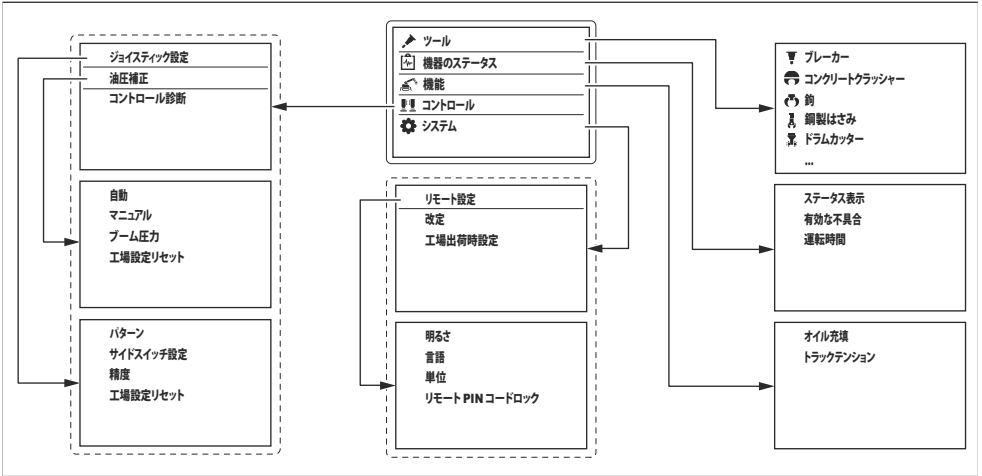 ジョイスティック設定
油圧補正
コントロール診断
自動
マニュアル
ブーム圧力
工場設定リセット
パターン
サイドスイッチ設定
精度
工場設定リセット
ツール
機器のステータス
機能
コントロール
システム
リモート設定
改定
工場出荷時設定
明るさ
言語
単位
リモート PIN コードロック
ブレーカー
コンクリートクラッシャー
鉤
鋼製はさみ
ドラムカッター
...
ステータス表示
有効な不具合
運転時間
オイル充填
トラックテンション